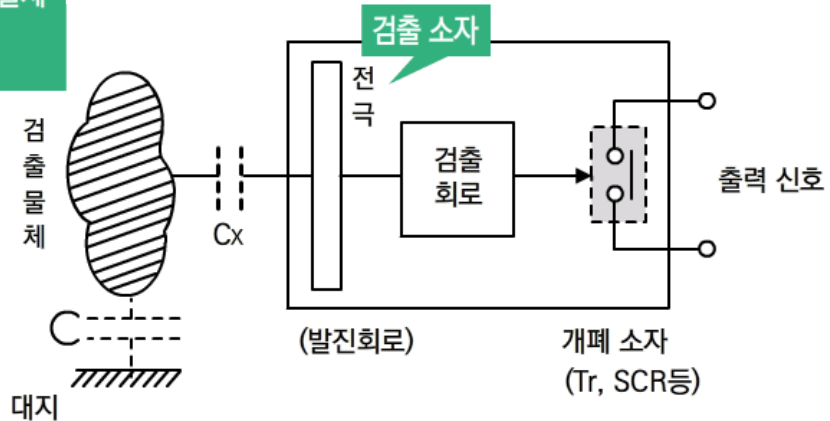 검출 소자
전
극
검
출
물
체
Cx
검출
회로
출력 신호
(발진회로)
개폐 소자
(Tr, SCR등)
C
대지